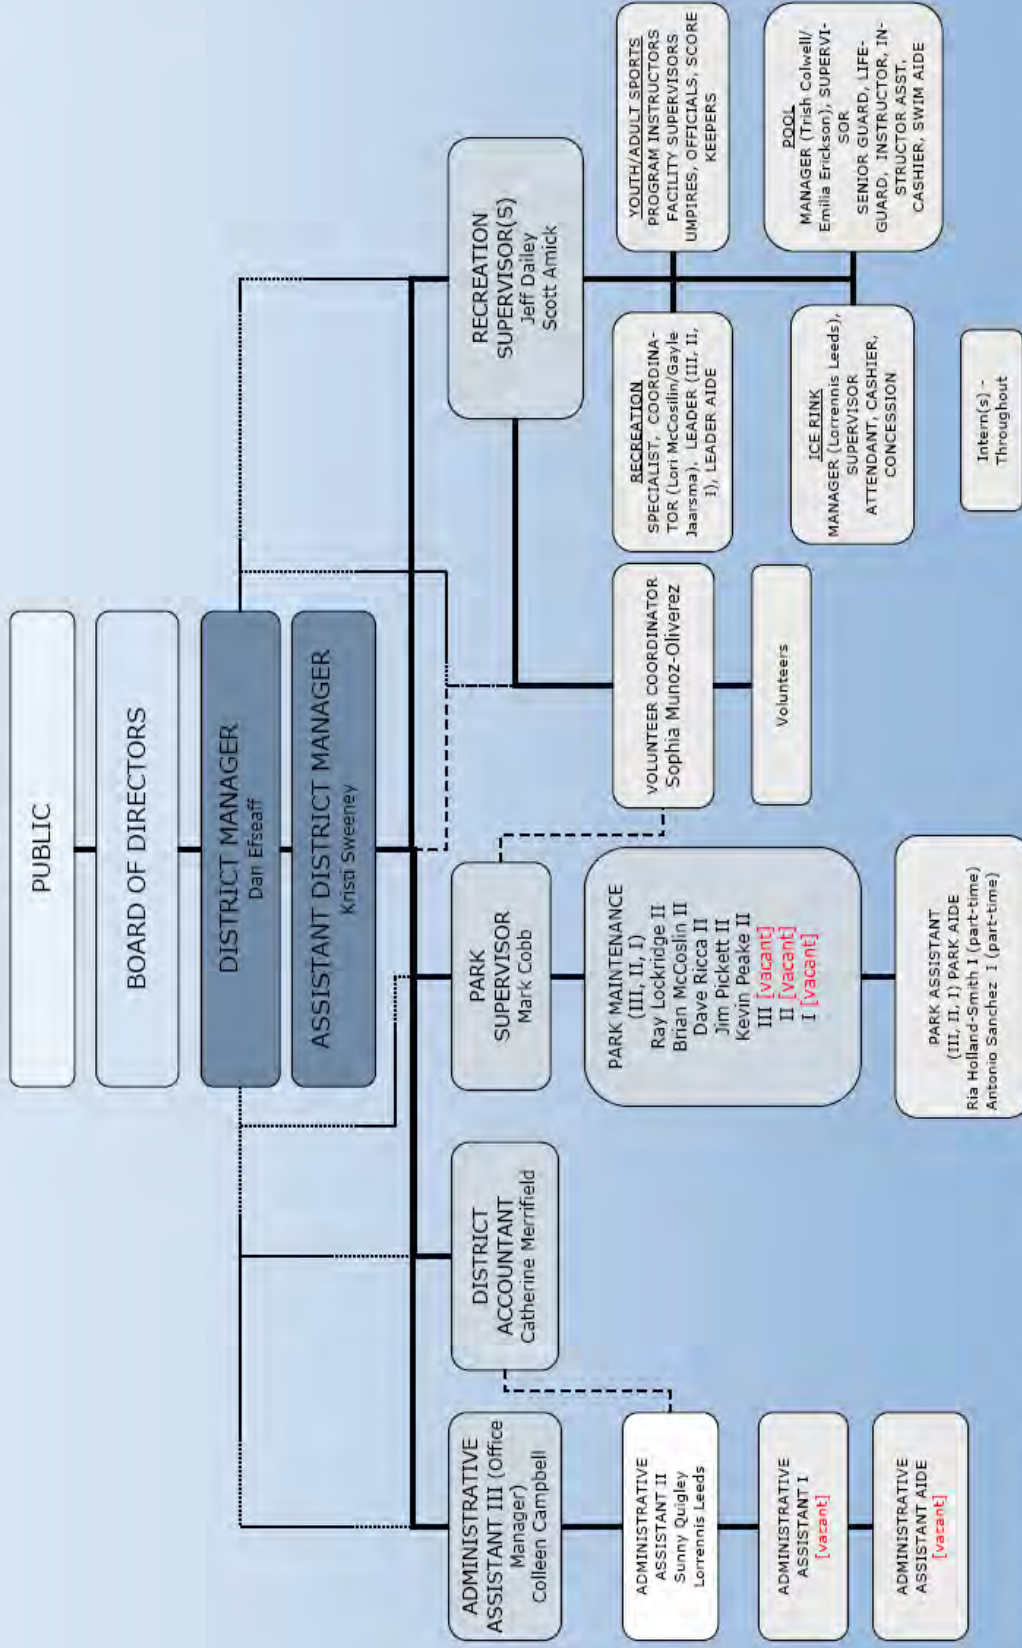 PUBLIC
BOARD OF DIRECTORS
DISTRICT MANAGER
Dan Efseaff
ASSISTANT DISTRICT MANAGER
Kristi Sweeney
ADMINISTRATIVE
ASSISTANT III (Office
Manager)
Colleen Campbell
DISTRICT
ACCOUNTANT
Catherine Merrifield
PARK
SUPERVISOR
Mark Cobb
RECREATION
SUPERVISOR(S)
Jeff Dailey
Scott Amick
ADMINISTRATIVE
ASSISTANT II
Sunny Quigley
Lorrennis Leeds
ADMINISTRATIVE
ASSISTANT I
[vacant]
ADMINISTRATIVE
ASSISTANT AIDE
[vacant]
PARK MAINTENANCE
(III, II, I)
Ray Lockridge II
Brian McCoslin II
Dave Ricca II
Jim Pickett II
Kevin Peake II
III [vacant]
II [vacant]
I [vacant]
PARK ASSISTANT
(III, II, I) PARK AIDE
Ria Holland-Smith I (part-time)
Antonio Sanchez I (part-time)
VOLUNTEER COORDINATOR
Sophia Munoz-Oliverez
Volunteers
RECREATION
SPECIALIST, COORDINA-
TOR (Lori McCosilin/Gayle
Jaarsma), LEADER (III, II,
I), LEADER AIDE
YOUTH/ADULT SPORTS
PROGRAM INSTRUCTORS
FACILITY SUPERVISORS
UMPIRES, OFFICIALS, SCORE
KEEPERS
ICE RINK
MANAGER (Lorrennis Leeds),
SUPERVISOR
ATTENDANT, CASHIER,
CONCESSION
POOL
MANAGER (Trish Colwell/
Emilia Erickson), SUPERVI-
SOR
SENIOR GUARD, LIFE-
GUARD, INSTRUCTOR, IN-
STRUCTOR ASST,
CASHIER, SWIM AIDE
Intern(s) -
Throughout